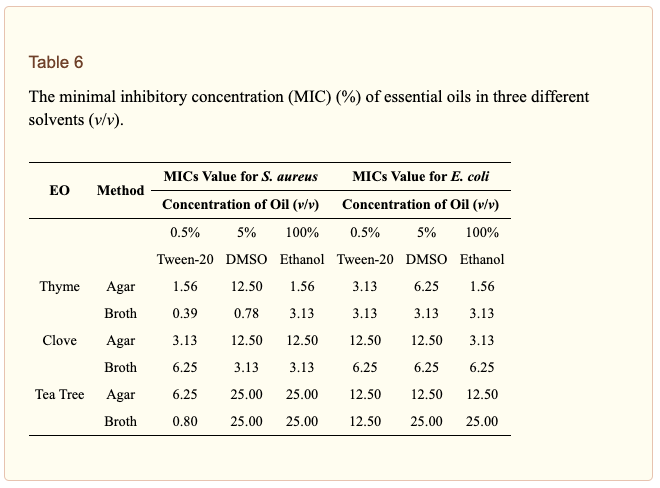 Table 6
The minimal inhibitory concentration (MIC) (%) of essential oils in three different
solvents (v/v).
EO Method MICs Value for S. aureus MICs Value for E. coli
Concentration of Oil (v/v) Concentration of Oil (v/v)
0.5% 5% 100% 0.5% 5% 100%
Tween-20 DMSO Ethanol Tween-20 DMSO Ethanol
Thyme Agar 1.56 12.50 1.56 3.13 6.25 1.56
Broth 0.39 0.78 3.13 3.13 3.13 3.13
Clove Agar 3.13 12.50 12.50 12.50 12.50 3.13
Broth 6.25 3.13 3.13 6.25 6.25 6.25
Tea Tree Agar 6.25 25.00 25.00 12.50 12.50 12.50
Broth 0.80 25.00 25.00 12.50 25.00 25.00